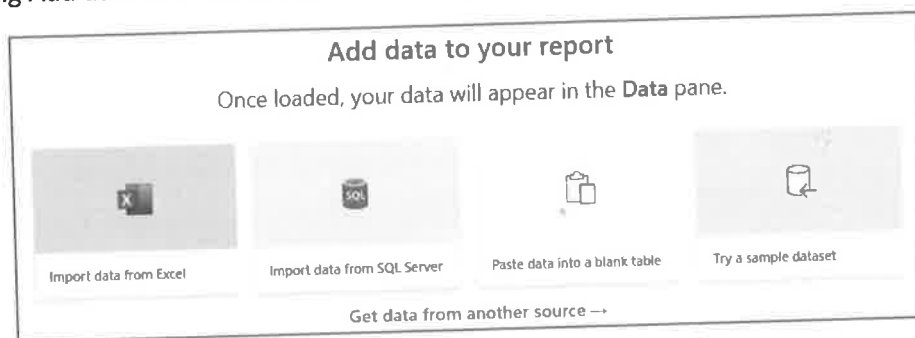 Add data to your report
Once loaded, your data will appear in the Data pane.
X
SQL
Import data from Excel
Import data from SQL Server
Paste data into a blank table
Try a sample dataset
Get data from another source →